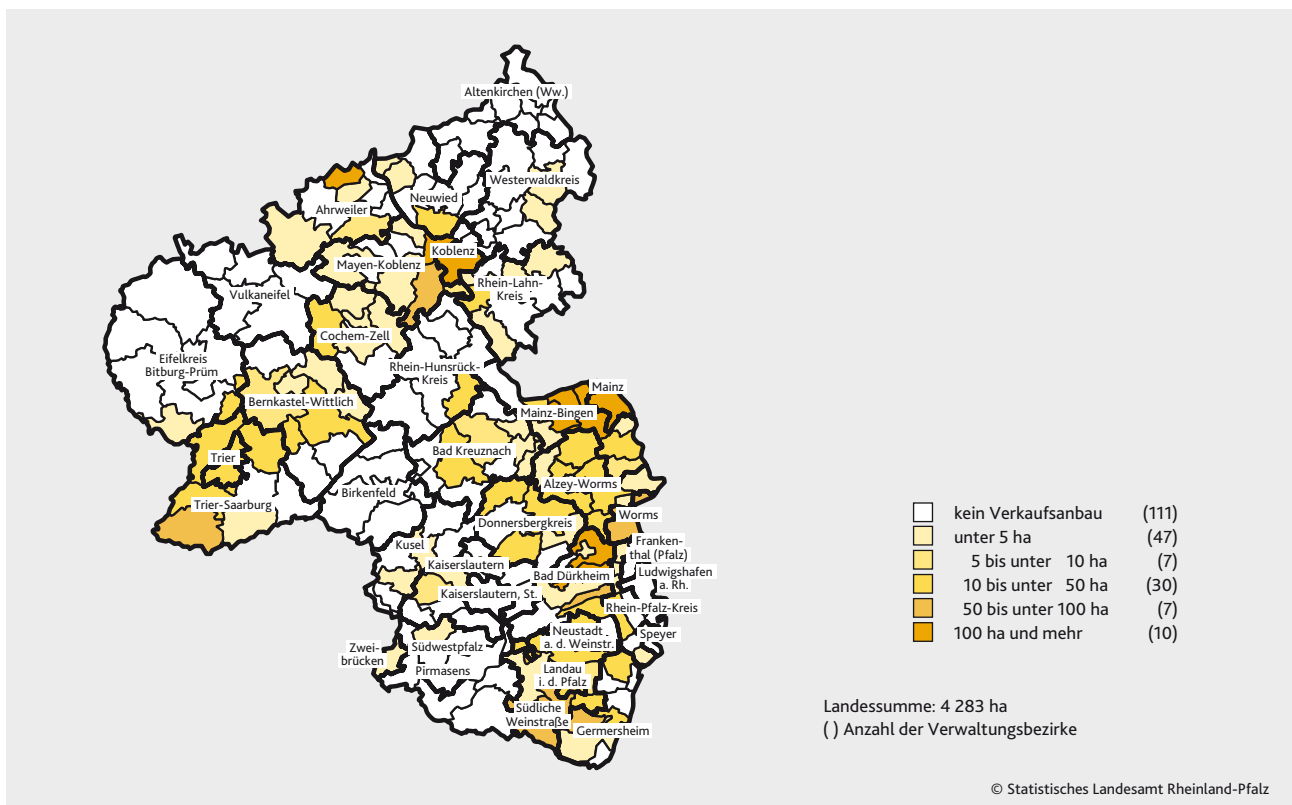 Altenkirchen (Ww.)
Westerwaldkreis
Neuwied
Ahrweiler
Koblenz
Mayen-Koblenz
Rhein-Lahn-
Kreis
Vulkaneifel
Cochem-Zell
Eifelkreis
Bitburg-Prüm
Rhein-Hunsrück-
Kreis
Mainz
Bernkastel-Wittlich
Mainz-Bingen
Bad Kreuznach
Trier
Alzey-Worms
Birkenfeld
Trier-Saarburg
Worms
Donnersbergkreis
Franken-
thal (Pfalz)
Kusel
Kaiserslautern
Bad Dürkheim
Ludwigshafen
a. Rh.
Kaiserslautern, St.
Rhein-Pfalz-Kreis
Neustadt
a. d. Weinstr.
Speyer
Zwei-
brücken
Südwestpfalz
Pirmasens
Landau
i. d. Pfalz
Südliche
Weinstraße
Germersheim
kein Verkaufsanbau (111)
unter 5 ha (47)
5 bis unter 10 ha (7)
10 bis unter 50 ha (30)
50 bis unter 100 ha (7)
100 ha und mehr (10)
Landessumme: 4 283 ha
( ) Anzahl der Verwaltungsbezirke
© Statistisches Landesamt Rheinland-Pfalz